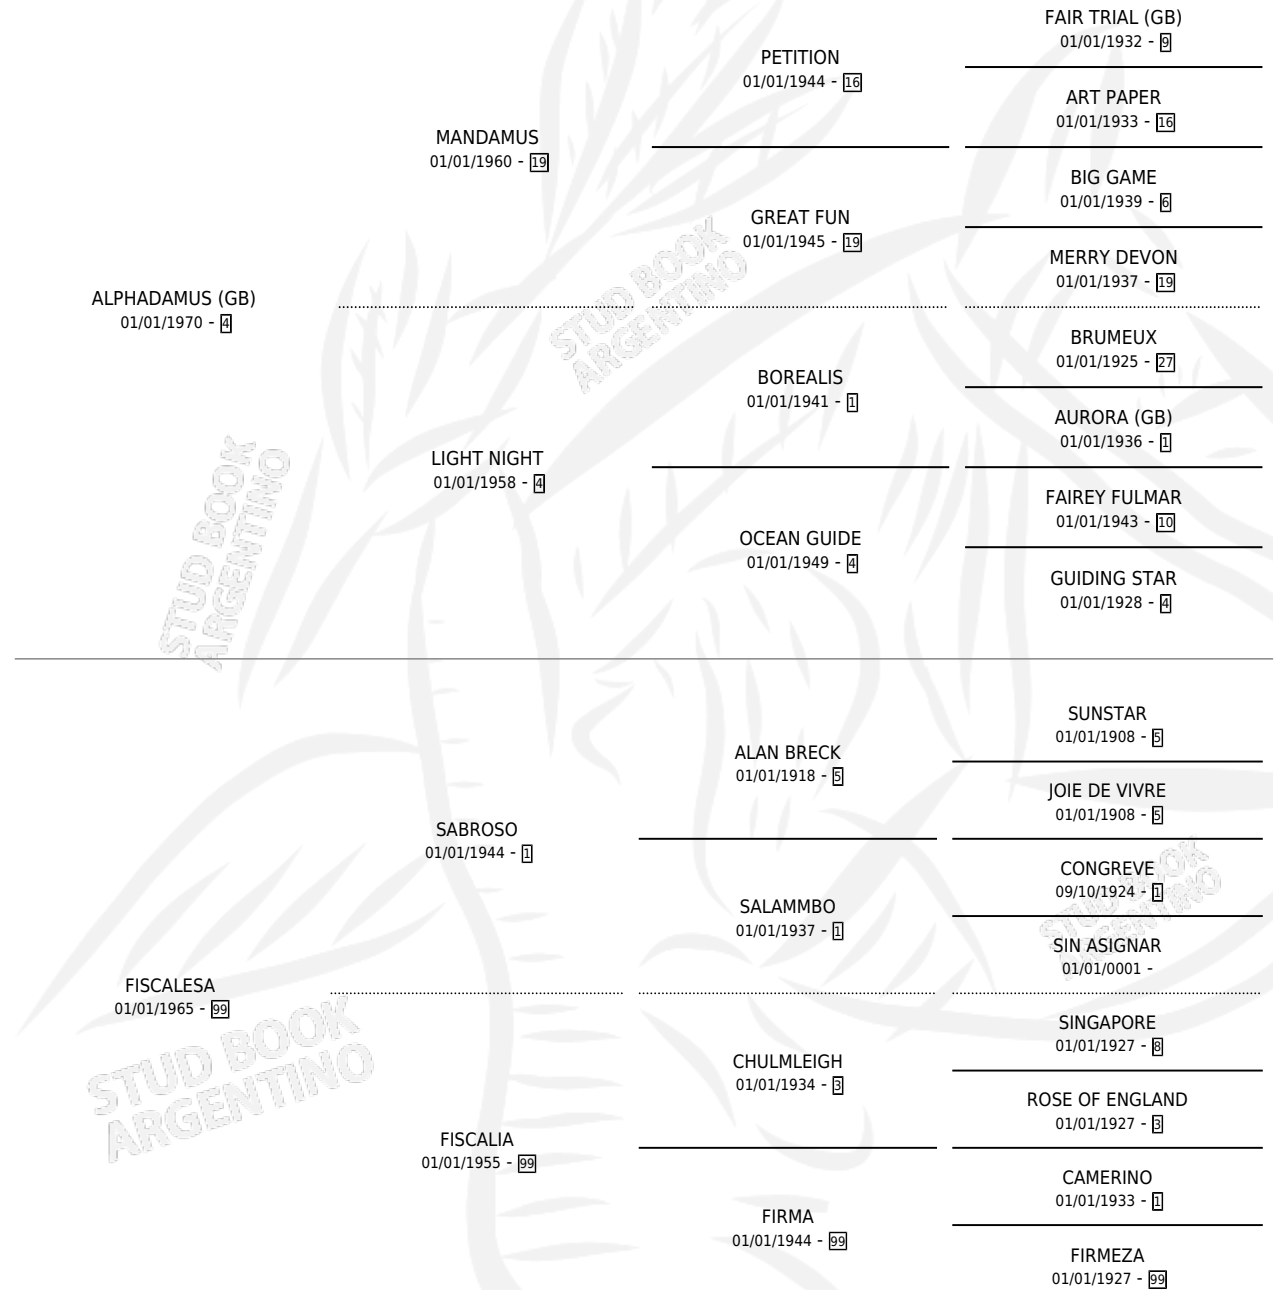 FAIR TRIAL (GB)
01/01/1932 - 9
PETITION
01/01/1944 - 16
ART PAPER
01/01/1933 - 16
MANDAMUS
01/01/1960 - 19
BIG GAME
01/01/1939 - 6
GREAT FUN
01/01/1945 - 19
MERRY DEVON
01/01/1937 - 19
ALPHADAMUS (GB)
01/01/1970 - 4
BRUMEUX
01/01/1925 - 27
BOREALIS
01/01/1941 - 1
AURORA (GB)
01/01/1936 - 1
LIGHT NIGHT
01/01/1958 - 4
FAIREY FULMAR
01/01/1943 - 10
OCEAN GUIDE
01/01/1949 - 4
GUIDING STAR
01/01/1928 - 4
SUNSTAR
01/01/1908 - 5
ALAN BRECK
01/01/1918 - 5
JOIE DE VIVRE
01/01/1908 - 5
SABROSO
01/01/1944 - 1
CONGREVE
09/10/1924 - 1
SALAMMBO
01/01/1937 - 1
SIN ASIGNAR
01/01/0001 -
FISCALESA
01/01/1965 - 99
SINGAPORE
01/01/1927 - 8
CHULMLEIGH
01/01/1934 - 3
ROSE OF ENGLAND
01/01/1927 - 3
FISCALIA
01/01/1955 - 99
CAMERINO
01/01/1933 - 1
FIRMA
01/01/1944 - 99
FIRMEZA
01/01/1927 - 99
STUD BOOK
ARGENTINO
STUD BOOK
ARGENTINO
STUD BOOK
ARGENTINO
STUD BOOK
ARGENTINO